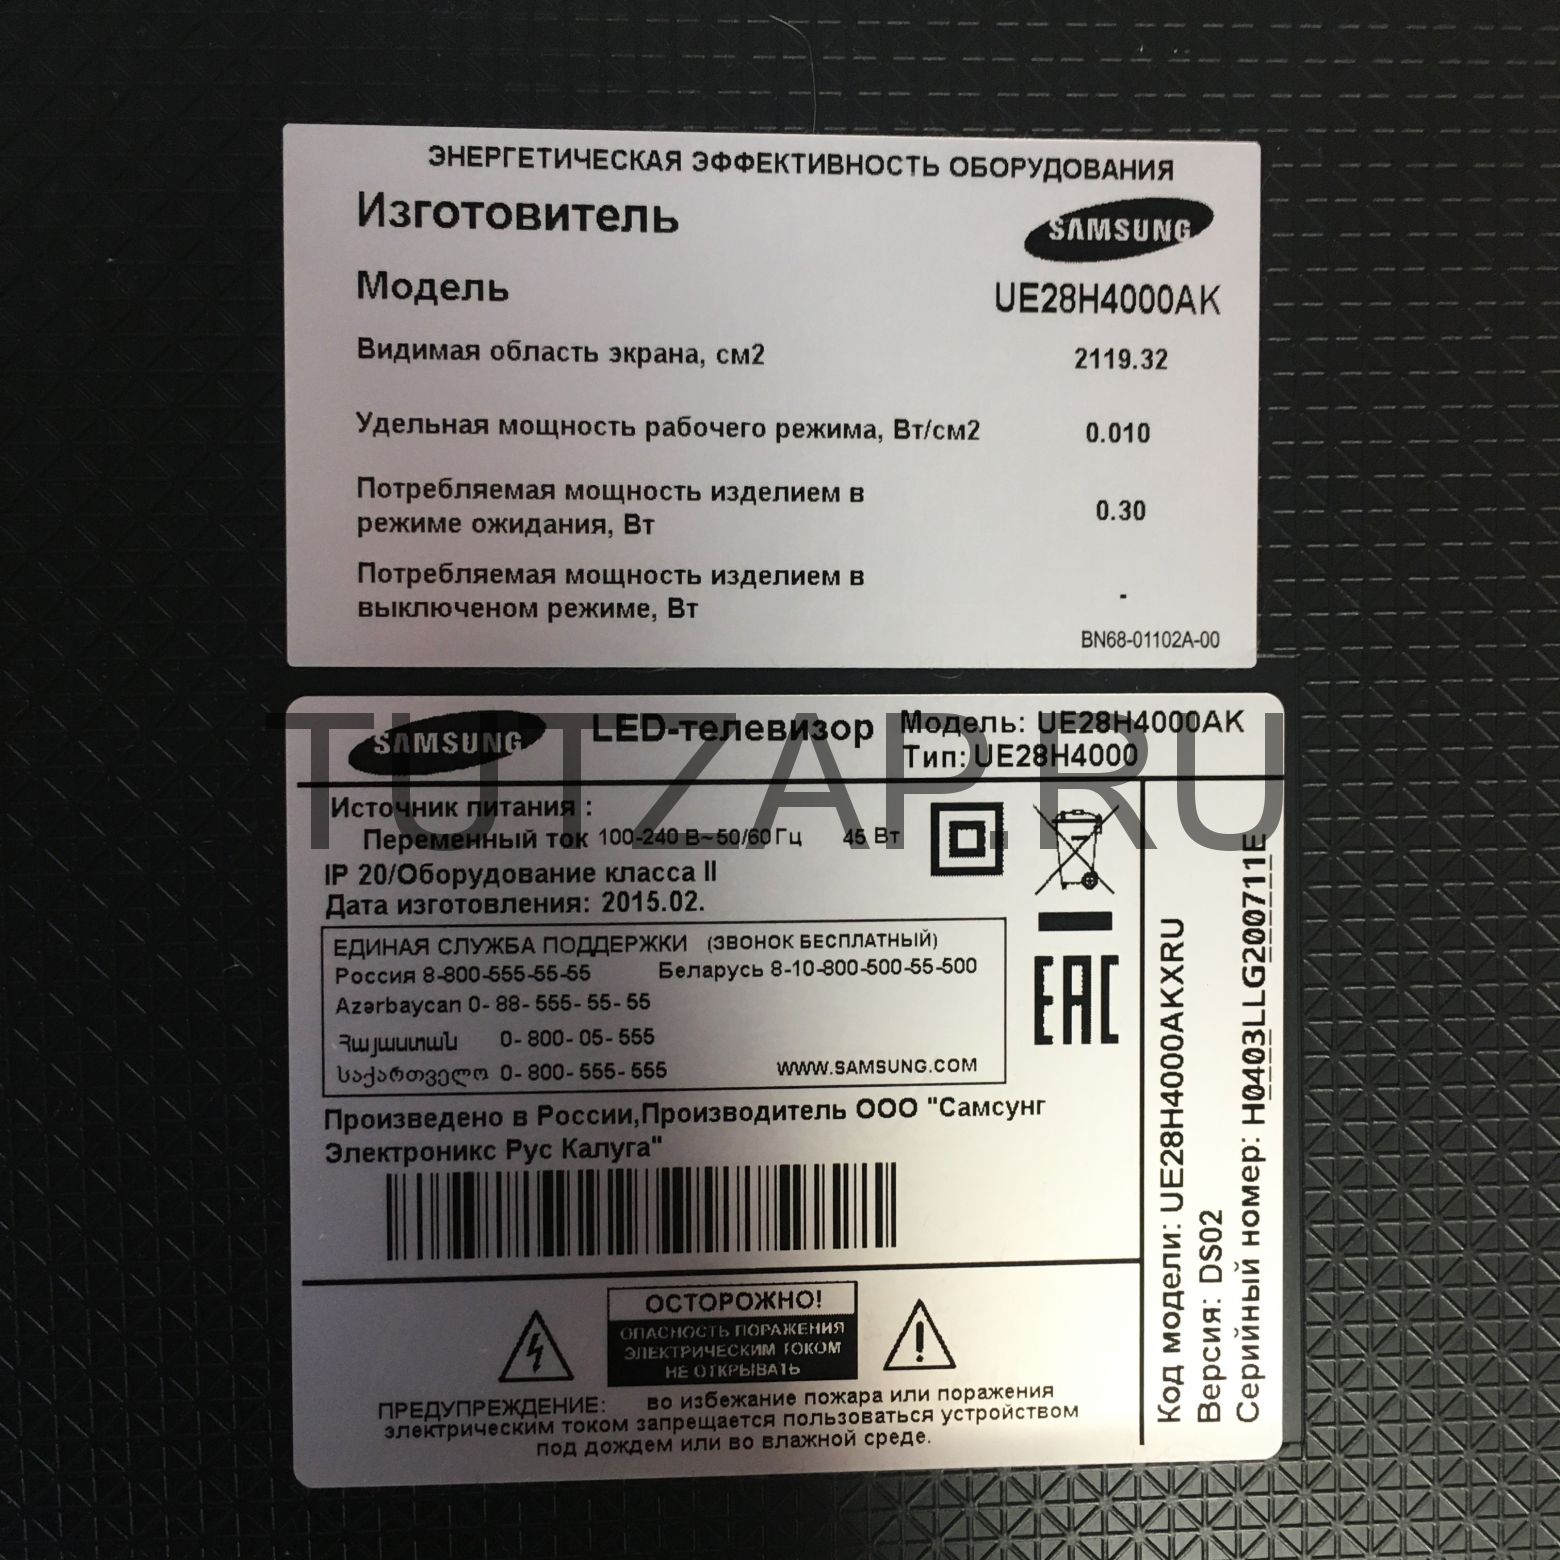 ЭНЕРГЕТИЧЕСКАЯ ЭФФЕКТИВНОСТЬ ОБОРУДОВАНИЯ
Изготовитель SAMSUNG
Модель UE28H4000AK
Видимая область экрана, см2 2119.32
Удельная мощность рабочего режима, Вт/см2 0.010
Потребляемая мощность изделием в
режиме ожидания, Вт 0.30
Потребляемая мощность изделием в
выключеном режиме, Вт -
BN68-01102A-00
SAMSUNG LED-телевизор Модель: UE28H4000AK
Тип: UE28H4000
TUTZAP.RU
Источник питания :
Переменный ток 100-240 В~50/60 Гц 45 Вт
IP 20/Оборудование класса II
Дата изготовления: 2015.02.
ЕДИНАЯ СЛУЖБА ПОДДЕРЖКИ (ЗВОНОК БЕСПЛАТНЫЙ)
Россия 8-800-555-55-55 Беларусь 8-10-800-500-55-500
Azərbaycan 0- 88- 555- 55- 55
Հայաստան 0- 800- 05- 555
საქართველო 0- 800- 555- 555 WWW.SAMSUNG.COM
EAC
Произведено в России,Производитель ООО "Самсунг
Электроникс Рус Калуга"
ОСТОРОЖНО!
ОПАСНОСТЬ ПОРАЖЕНИЯ
ЭЛЕКТРИЧЕСКИМ ТОКОМ
НЕ ОТКРЫВАТЬ
ПРЕДУПРЕЖДЕНИЕ: во избежание пожара или поражения
электрическим током запрещается пользоваться устройством
под дождем или во влажной среде.
Код модели: UE28H4000AKXRU
Версия: DS02
Серийный номер: H0403LLG200711E